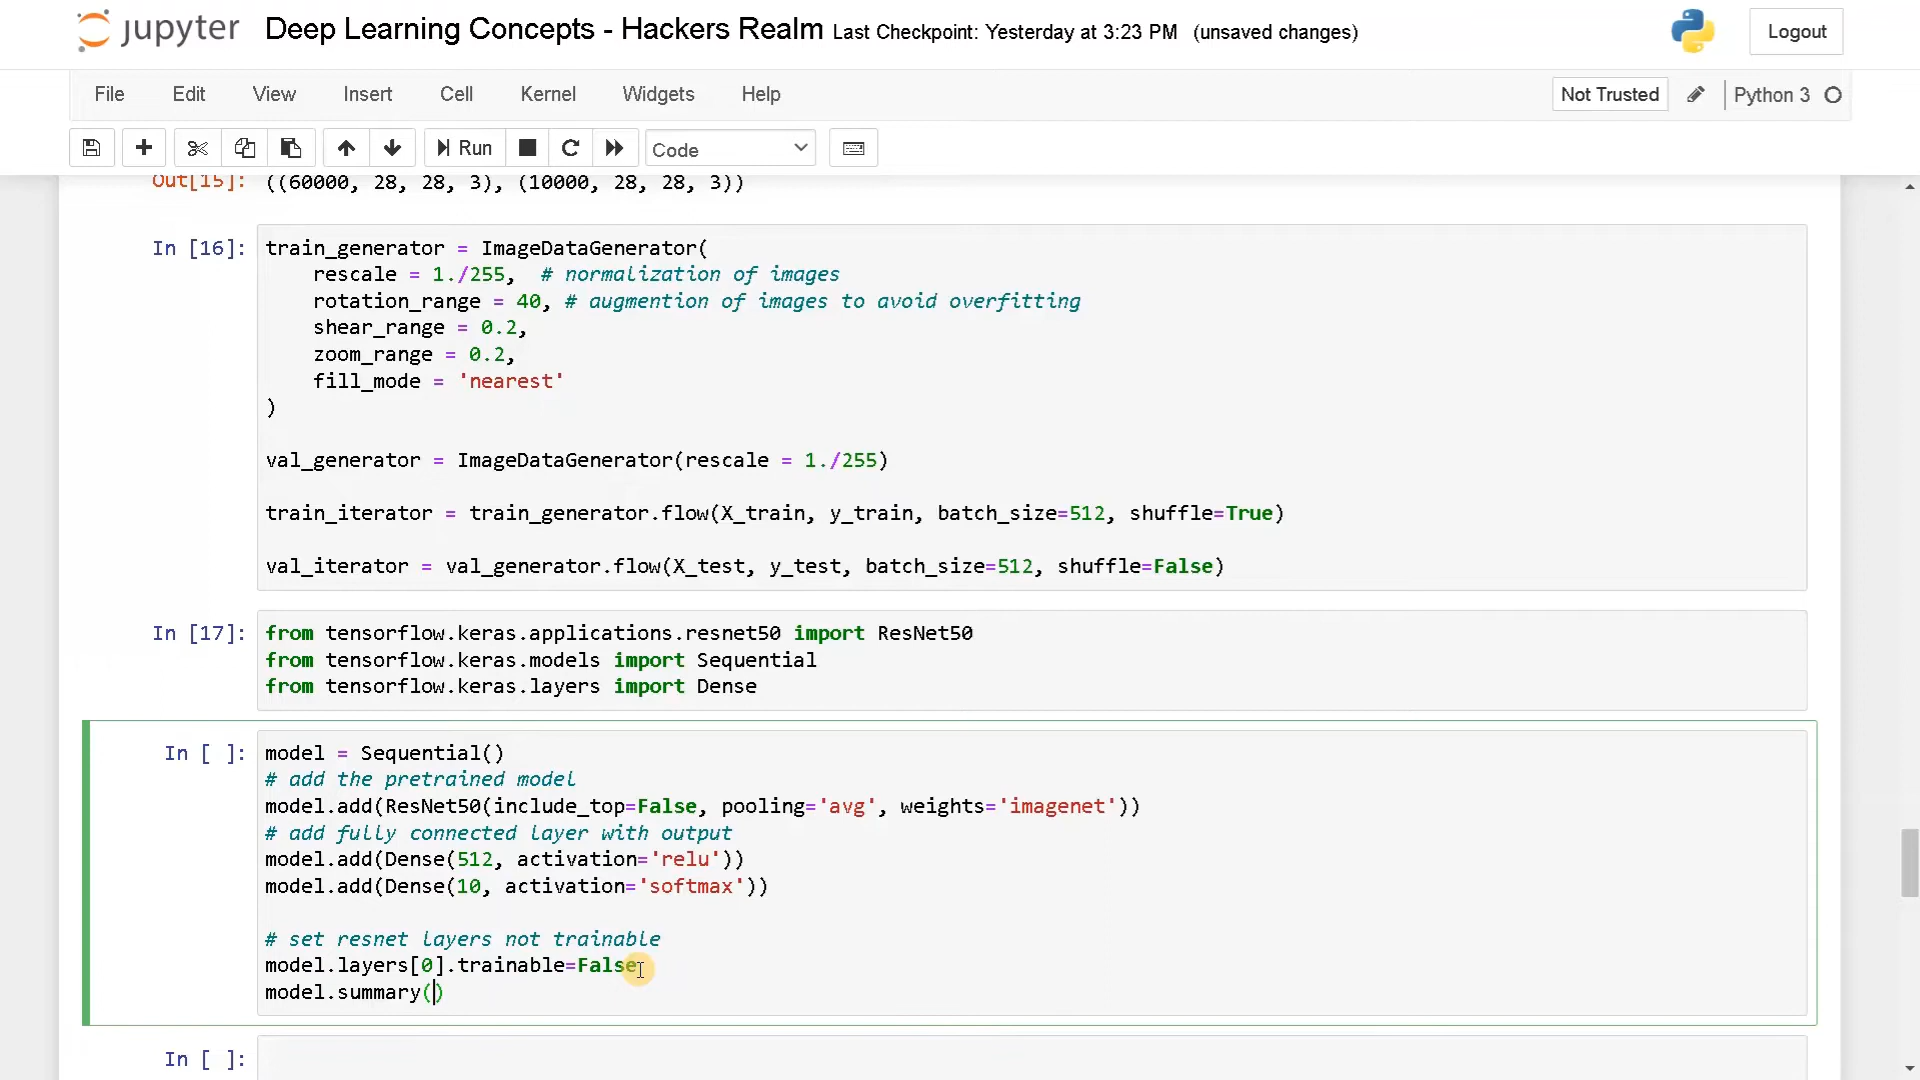 jupyter Deep Learning Concepts - Hackers Realm Last Checkpoint: Yesterday at 3:23 PM (unsaved changes) Logout
File Edit View Insert Cell Kernel Widgets Help Not Trusted Python 3
Run Code
Out[15]: ((60000, 28, 28, 3), (10000, 28, 28, 3))
In [16]: train_generator = ImageDataGenerator(
rescale = 1./255, # normalization of images
rotation_range = 40, # augmention of images to avoid overfitting
shear_range = 0.2,
zoom_range = 0.2,
fill_mode = 'nearest'
)
val_generator = ImageDataGenerator(rescale = 1./255)
train_iterator = train_generator.flow(X_train, y_train, batch_size=512, shuffle=True)
val_iterator = val_generator.flow(X_test, y_test, batch_size=512, shuffle=False)
In [17]: from tensorflow.keras.applications.resnet50 import ResNet50
from tensorflow.keras.models import Sequential
from tensorflow.keras.layers import Dense
In [ ]: model = Sequential()
# add the pretrained model
model.add(ResNet50(include_top=False, pooling='avg', weights='imagenet'))
# add fully connected layer with output
model.add(Dense(512, activation='relu'))
model.add(Dense(10, activation='softmax'))
# set resnet layers not trainable
model.layers[0].trainable=False
model.summary()
In [ ]: